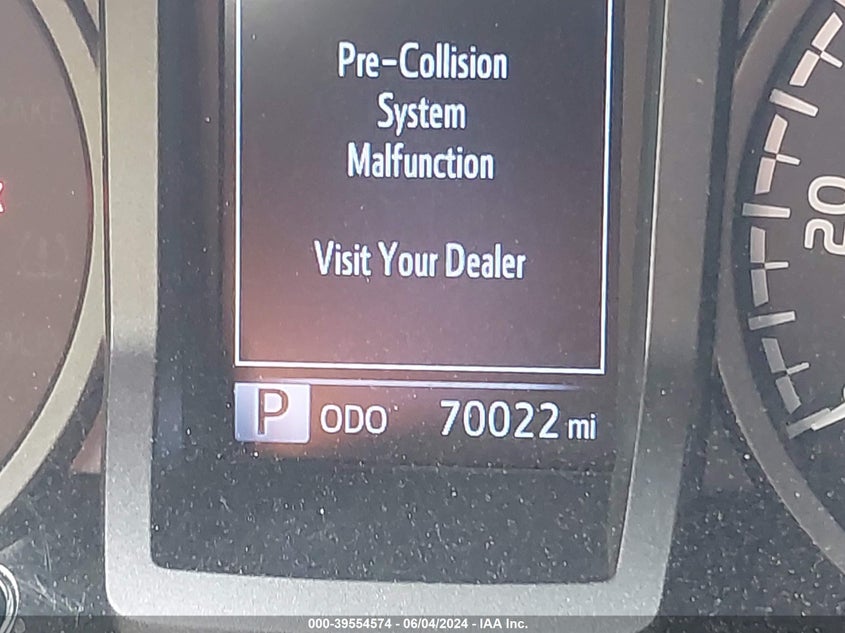 Pre-Collision
System
Malfunction
Visit Your Dealer
P ODO 70022 mi
20
000-39554574 - 06/04/2024 - IAA Inc.